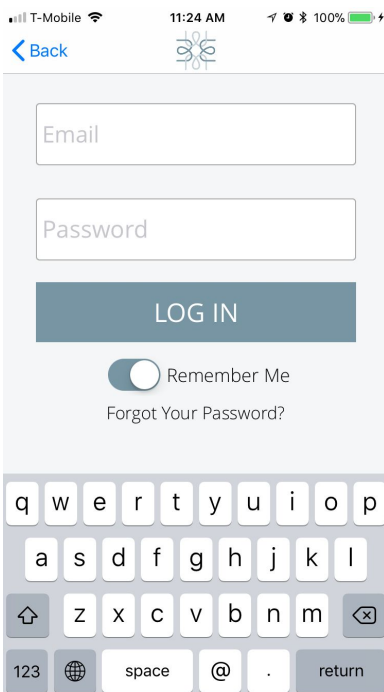 T-Mobile 11:24 AM 100%
Back
Email
Password
LOG IN
Remember Me
Forgot Your Password?
q w e r t y u i o p
a s d f g h j k l
z x c v b n m
123 space @ . return